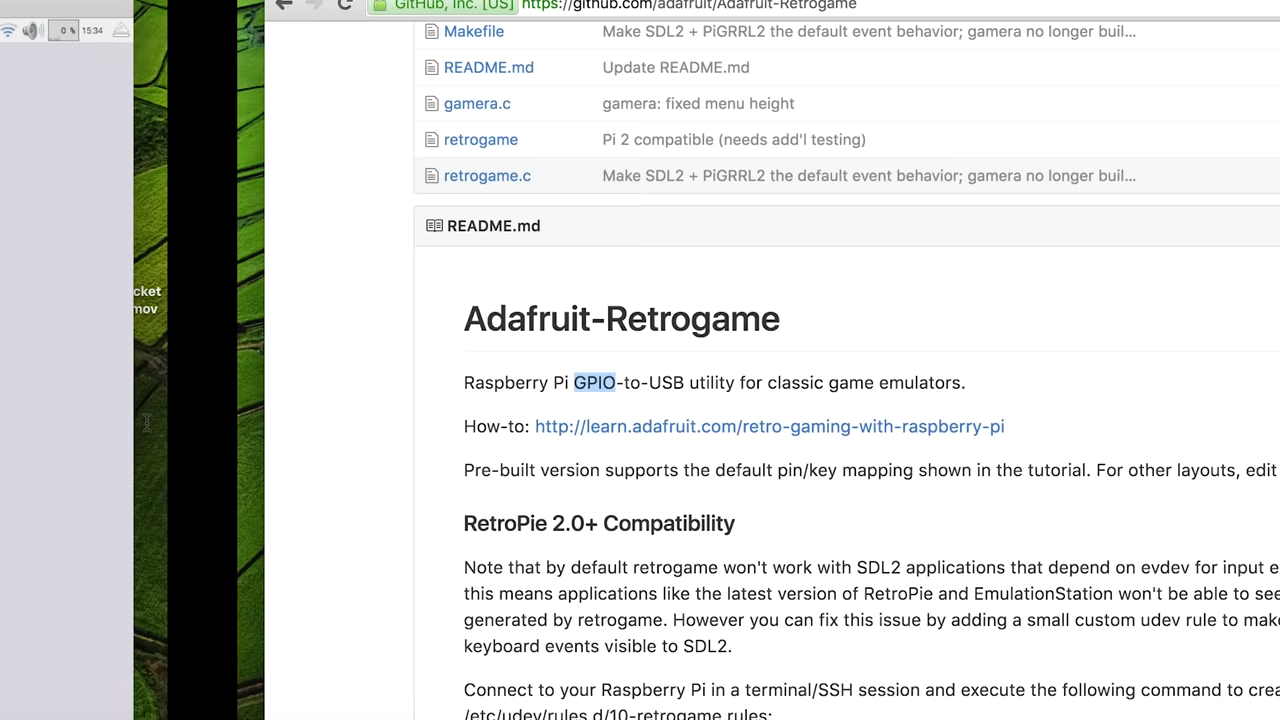 GitHub, Inc. [US] https://github.com/adafruit/Adafruit-Retrogame
0 % 15:34
Makefile Make SDL2 + PiGRRL2 the default event behavior; gamera no longer buil...
README.md Update README.md
gamera.c gamera: fixed menu height
retrogame Pi 2 compatible (needs add'l testing)
retrogame.c Make SDL2 + PiGRRL2 the default event behavior; gamera no longer buil...
README.md
cket
mov
Adafruit-Retrogame
Raspberry Pi GPIO-to-USB utility for classic game emulators.
How-to: http://learn.adafruit.com/retro-gaming-with-raspberry-pi
Pre-built version supports the default pin/key mapping shown in the tutorial. For other layouts, edit
RetroPie 2.0+ Compatibility
Note that by default retrogame won't work with SDL2 applications that depend on evdev for input e
this means applications like the latest version of RetroPie and EmulationStation won't be able to see
generated by retrogame. However you can fix this issue by adding a small custom udev rule to make
keyboard events visible to SDL2.
Connect to your Raspberry Pi in a terminal/SSH session and execute the following command to crea
/etc/udev/rules.d/10-retrogame.rules: